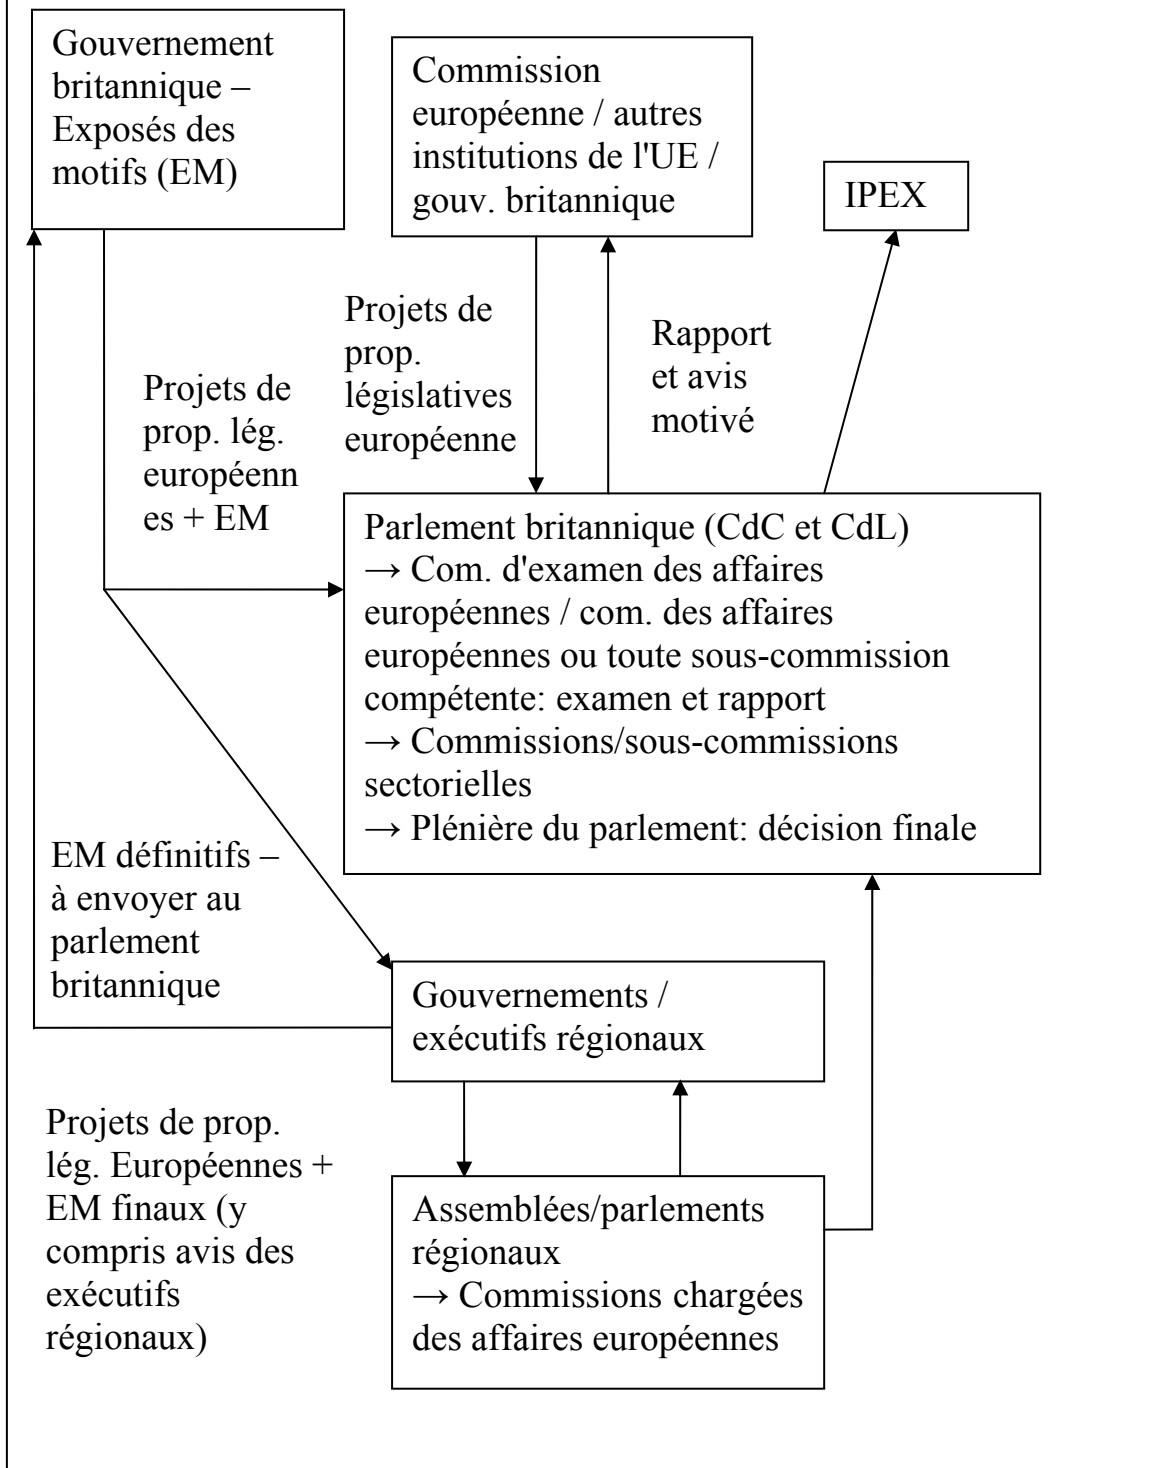 Gouvernement
britannique –
Exposés des
motifs (EM)
Commission
européenne / autres
institutions de l'UE /
gouv. britannique
IPEX
Projets de
prop.
législatives
européenne
Rapport
et avis
motivé
Projets de
prop. lég.
européenn
es + EM
Parlement britannique (CdC et CdL)
→ Com. d'examen des affaires
européennes / com. des affaires
européennes ou toute sous-commission
compétente: examen et rapport
→ Commissions/sous-commissions
sectorielles
→ Plénière du parlement: décision finale
EM définitifs –
à envoyer au
parlement
britannique
Gouvernements /
exécutifs régionaux
Projets de prop.
lég. Européennes +
EM finaux (y
compris avis des
exécutifs
régionaux)
Assemblées/parlements
régionaux
→ Commissions chargées
des affaires européennes